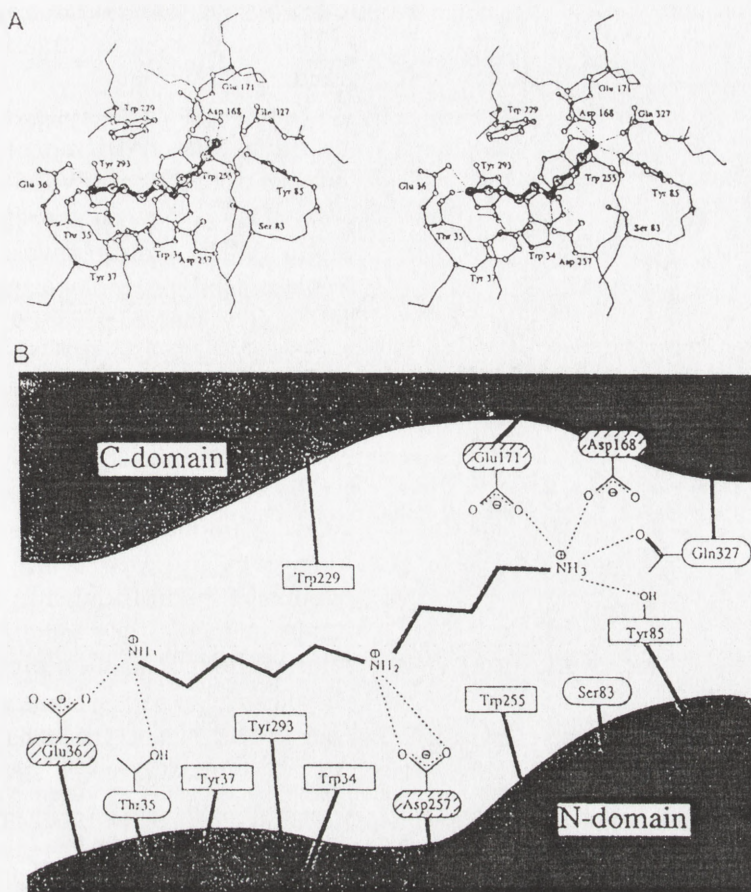 A
Glu 171
Trp 229
Asp 168
Gln 327
Tyr 293
Glu 36
Trp 255
Tyr 85
Thr 35
Ser 83
Trp 34
Asp 257
Tyr 37
Glu 171
Trp 229
Asp 168
Gln 327
Tyr 293
Glu 36
Trp 255
Tyr 85
Thr 35
Ser 83
Trp 34
Asp 257
Tyr 37
B
C-domain
Glu171
Asp168
⊖
⊖
O O
O O
⊕
NH3
O
Gln327
OH
Tyr85
Trp229
⊕
NH3
⊕
NH2
Trp255
Ser83
O ⊖ O
Glu36
OH
Thr35
Tyr37
Tyr293
Trp34
O ⊖ O
Asp257
N-domain